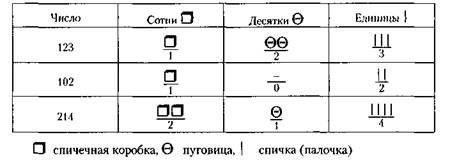 Число Сотни Десятки Единицы
123 1 2 3
102 1 – 0 2
214 2 1 4
спичечная коробка, пуговица, спичка (палочка)